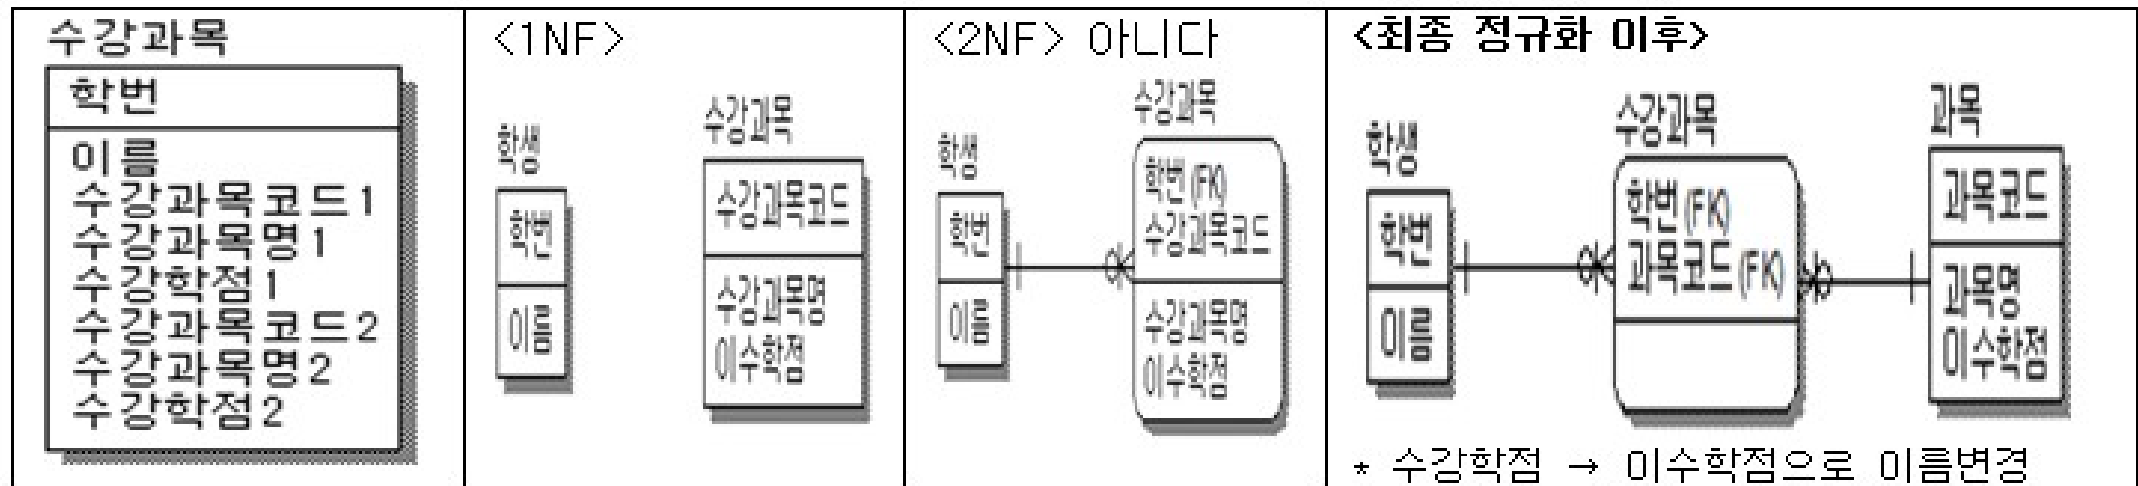 수강과목
학번
이름
수강과목코드1
수강과목명1
수강학점1
수강과목코드2
수강과목명2
수강학점2
<1NF>
학생
학번
이름
수강과목
수강과목코드
수강과목명
이수학점
<2NF> 아니다
학생
학번
이름
수강과목
학번(FK)
수강과목코드
수강과목명
이수학점
<최종 정규화 이후>
학생
학번
이름
수강과목
학번(FK)
과목코드(FK)
과목
과목코드
과목명
이수학점
* 수강학점 → 이수학점으로 이름변경